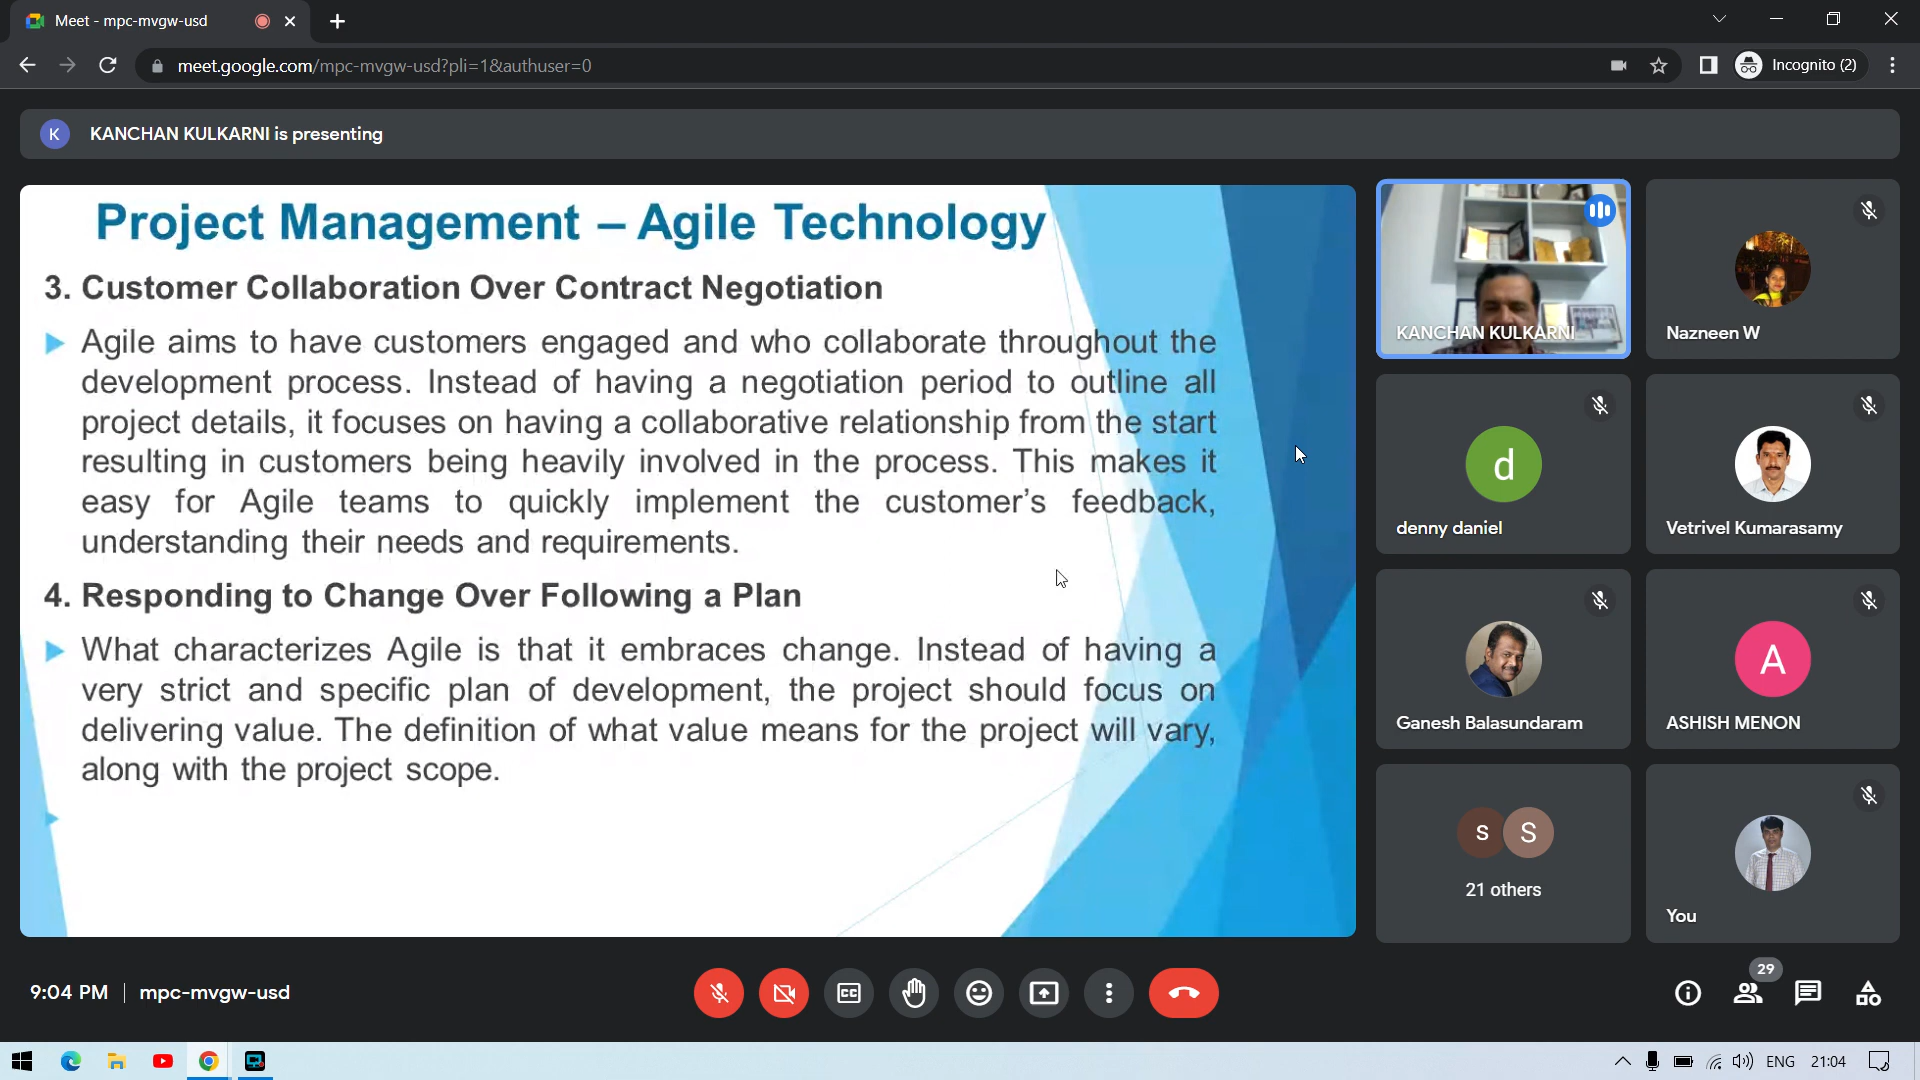 Meet - mpc-mvgw-usd
meet.google.com/mpc-mvgw-usd?pli=1&authuser=0
Incognito (2)
K
KANCHAN KULKARNI is presenting
Project Management – Agile Technology
3. Customer Collaboration Over Contract Negotiation
Agile aims to have customers engaged and who collaborate throughout the
development process. Instead of having a negotiation period to outline all
project details, it focuses on having a collaborative relationship from the start
resulting in customers being heavily involved in the process. This makes it
easy for Agile teams to quickly implement the customer’s feedback,
understanding their needs and requirements.
4. Responding to Change Over Following a Plan
What characterizes Agile is that it embraces change. Instead of having a
very strict and specific plan of development, the project should focus on
delivering value. The definition of what value means for the project will vary,
along with the project scope.
KANCHAN KULKARNI
Nazneen W
d
denny daniel
Vetrivel Kumarasamy
Ganesh Balasundaram
A
ASHISH MENON
s S
21 others
You
9:04 PM | mpc-mvgw-usd
CC
29
ENG 21:04